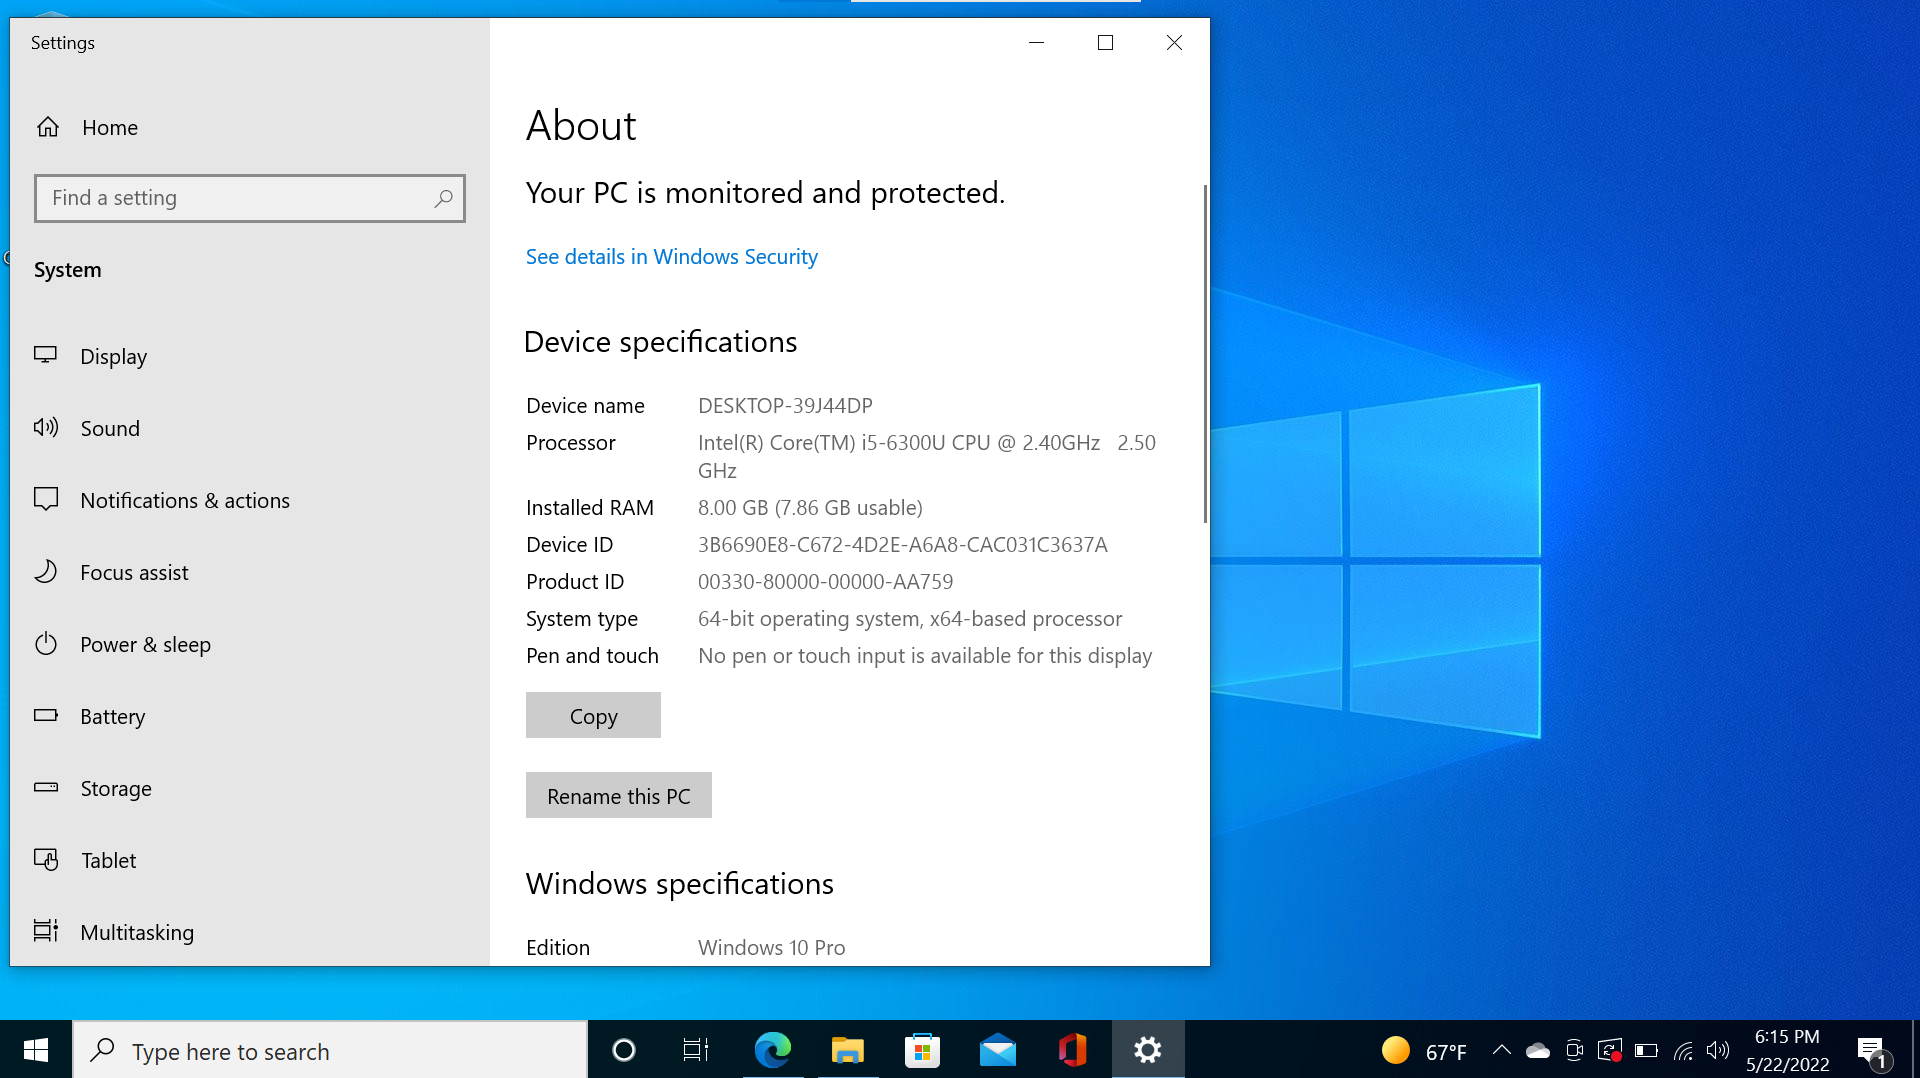 Settings
Home
Find a setting
System
Display
Sound
Notifications & actions
Focus assist
Power & sleep
Battery
Storage
Tablet
Multitasking
About
Your PC is monitored and protected.
See details in Windows Security
Device specifications
Device name DESKTOP-39J44DP
Processor Intel(R) Core(TM) i5-6300U CPU @ 2.40GHz 2.50
GHz
Installed RAM 8.00 GB (7.86 GB usable)
Device ID 3B6690E8-C672-4D2E-A6A8-CAC031C3637A
Product ID 00330-80000-00000-AA759
System type 64-bit operating system, x64-based processor
Pen and touch No pen or touch input is available for this display
Copy
Rename this PC
Windows specifications
Edition Windows 10 Pro
Type here to search
67°F
6:15 PM
5/22/2022
1